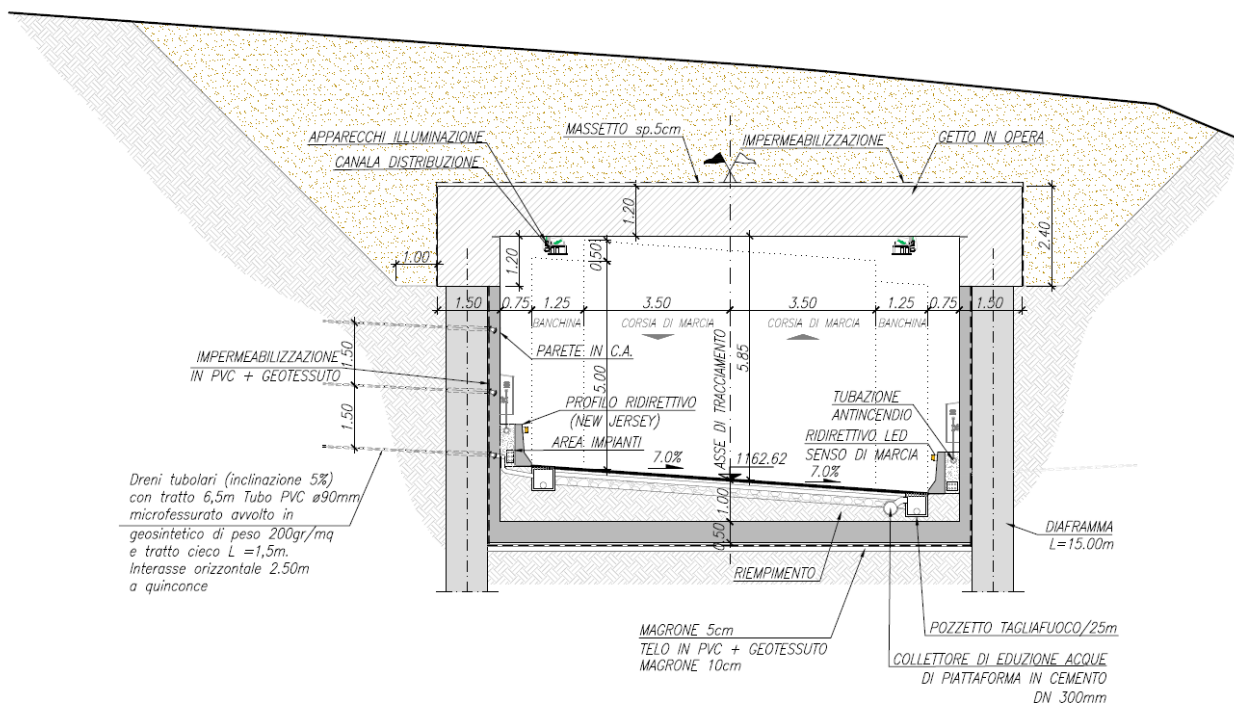 APPARECCHI ILLUMINAZIONE
CANALA DISTRIBUZIONE
MASSETTO sp.5cm
IMPERMEABILIZZAZIONE
GETTO IN OPERA
1.20
2.40
1.00
1.20
0.50
1.50 0.75 1.25 3.50 3.50 1.25 0.75 1.50
BANCHINA CORSIA DI MARCIA CORSIA DI MARCIA BANCHINA
IMPERMEABILIZZAZIONE
IN PVC + GEOTESSUTO
1.50
1.50
PARETE IN C.A.
5.00
5.85
ASSE DI TRACCIAMENTO
PROFILO RIDIRETTIVO
(NEW JERSEY)
AREA IMPIANTI
TUBAZIONE
ANTINCENDIO
RIDIRETTIVO LED
SENSO DI MARCIA
7.0%
1162.62
7.0%
1.00
0.50
Dreni tubolari (inclinazione 5%)
con tratto 6,5m Tubo PVC ø90mm
microfessurato avvolto in
geosintetico di peso 200gr/mq
e tratto cieco L =1,5m.
Interasse orizzontale 2.50m
a quinconce
DIAFRAMMA
L=15.00m
RIEMPIMENTO
MAGRONE 5cm
TELO IN PVC + GEOTESSUTO
MAGRONE 10cm
POZZETTO TAGLIAFUOCO/25m
COLLETTORE DI EDUZIONE ACQUE
DI PIATTAFORMA IN CEMENTO
DN 300mm